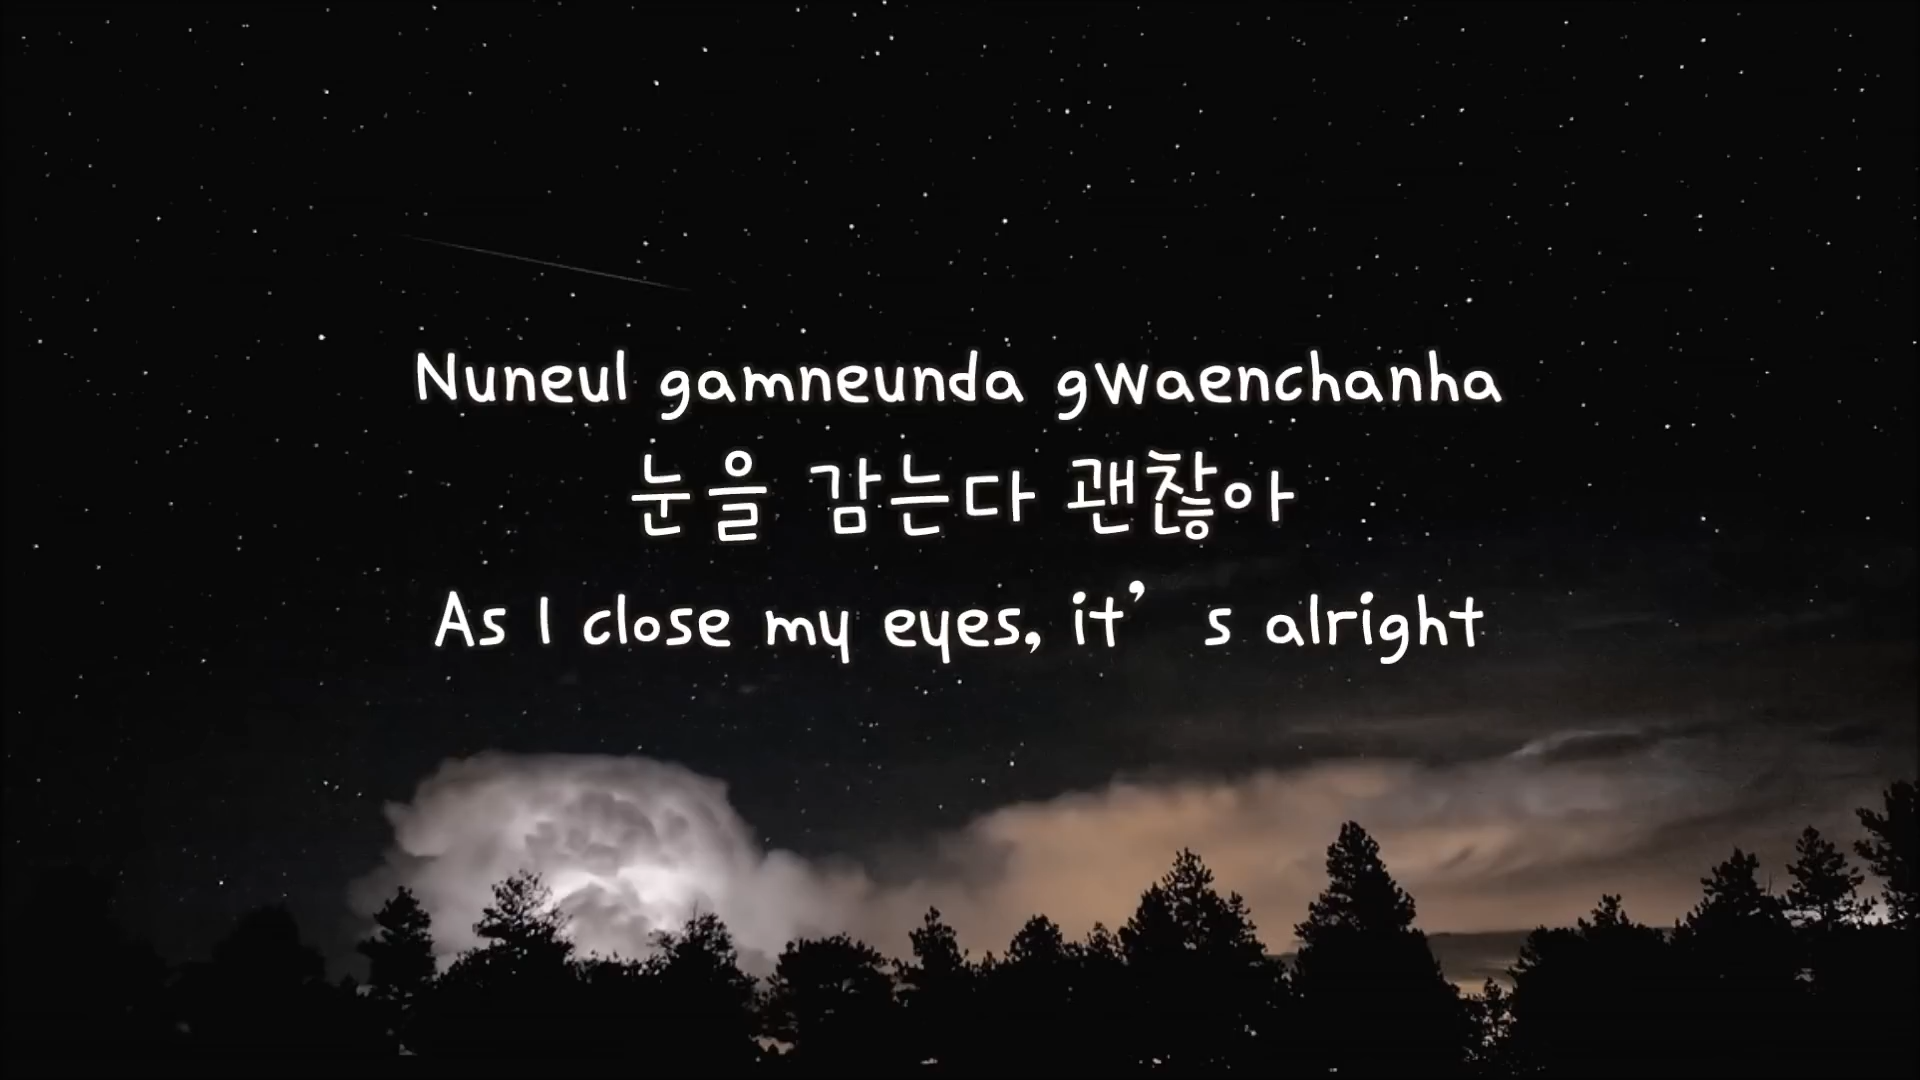 Nuneul gamneunda gwaenchanha
눈을 감는다 괜찮아
As I close my eyes, it’s alright